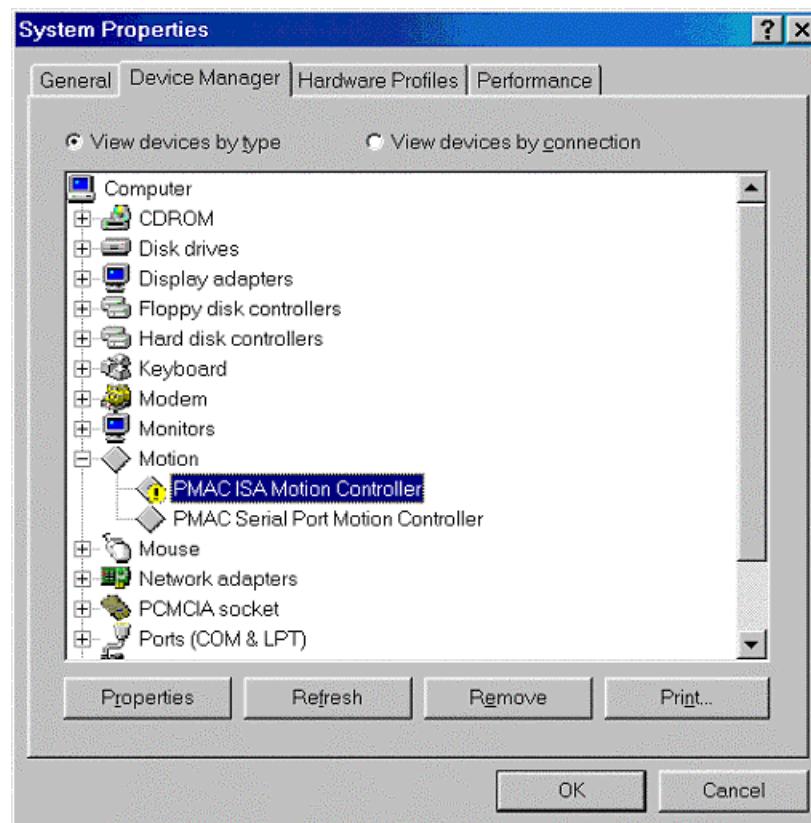 System Properties
General Device Manager Hardware Profiles Performance
View devices by type View devices by connection
Computer
CDROM
Disk drives
Display adapters
Floppy disk controllers
Hard disk controllers
Keyboard
Modem
Monitors
Motion
PMAC ISA Motion Controller
PMAC Serial Port Motion Controller
Mouse
Network adapters
PCMCIA socket
Ports (COM & LPT)
Properties Refresh Remove Print...
OK Cancel